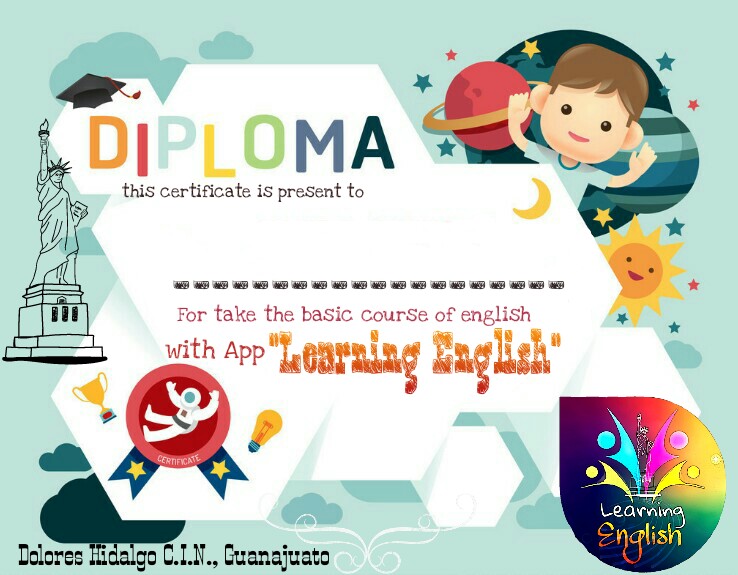 DIPLOMA
this certificate is present to
For take the basic course of english
with App "Learning English"
CERTIFICATE
Learning
English
Dolores Hidalgo C.I.N., Guanajuato